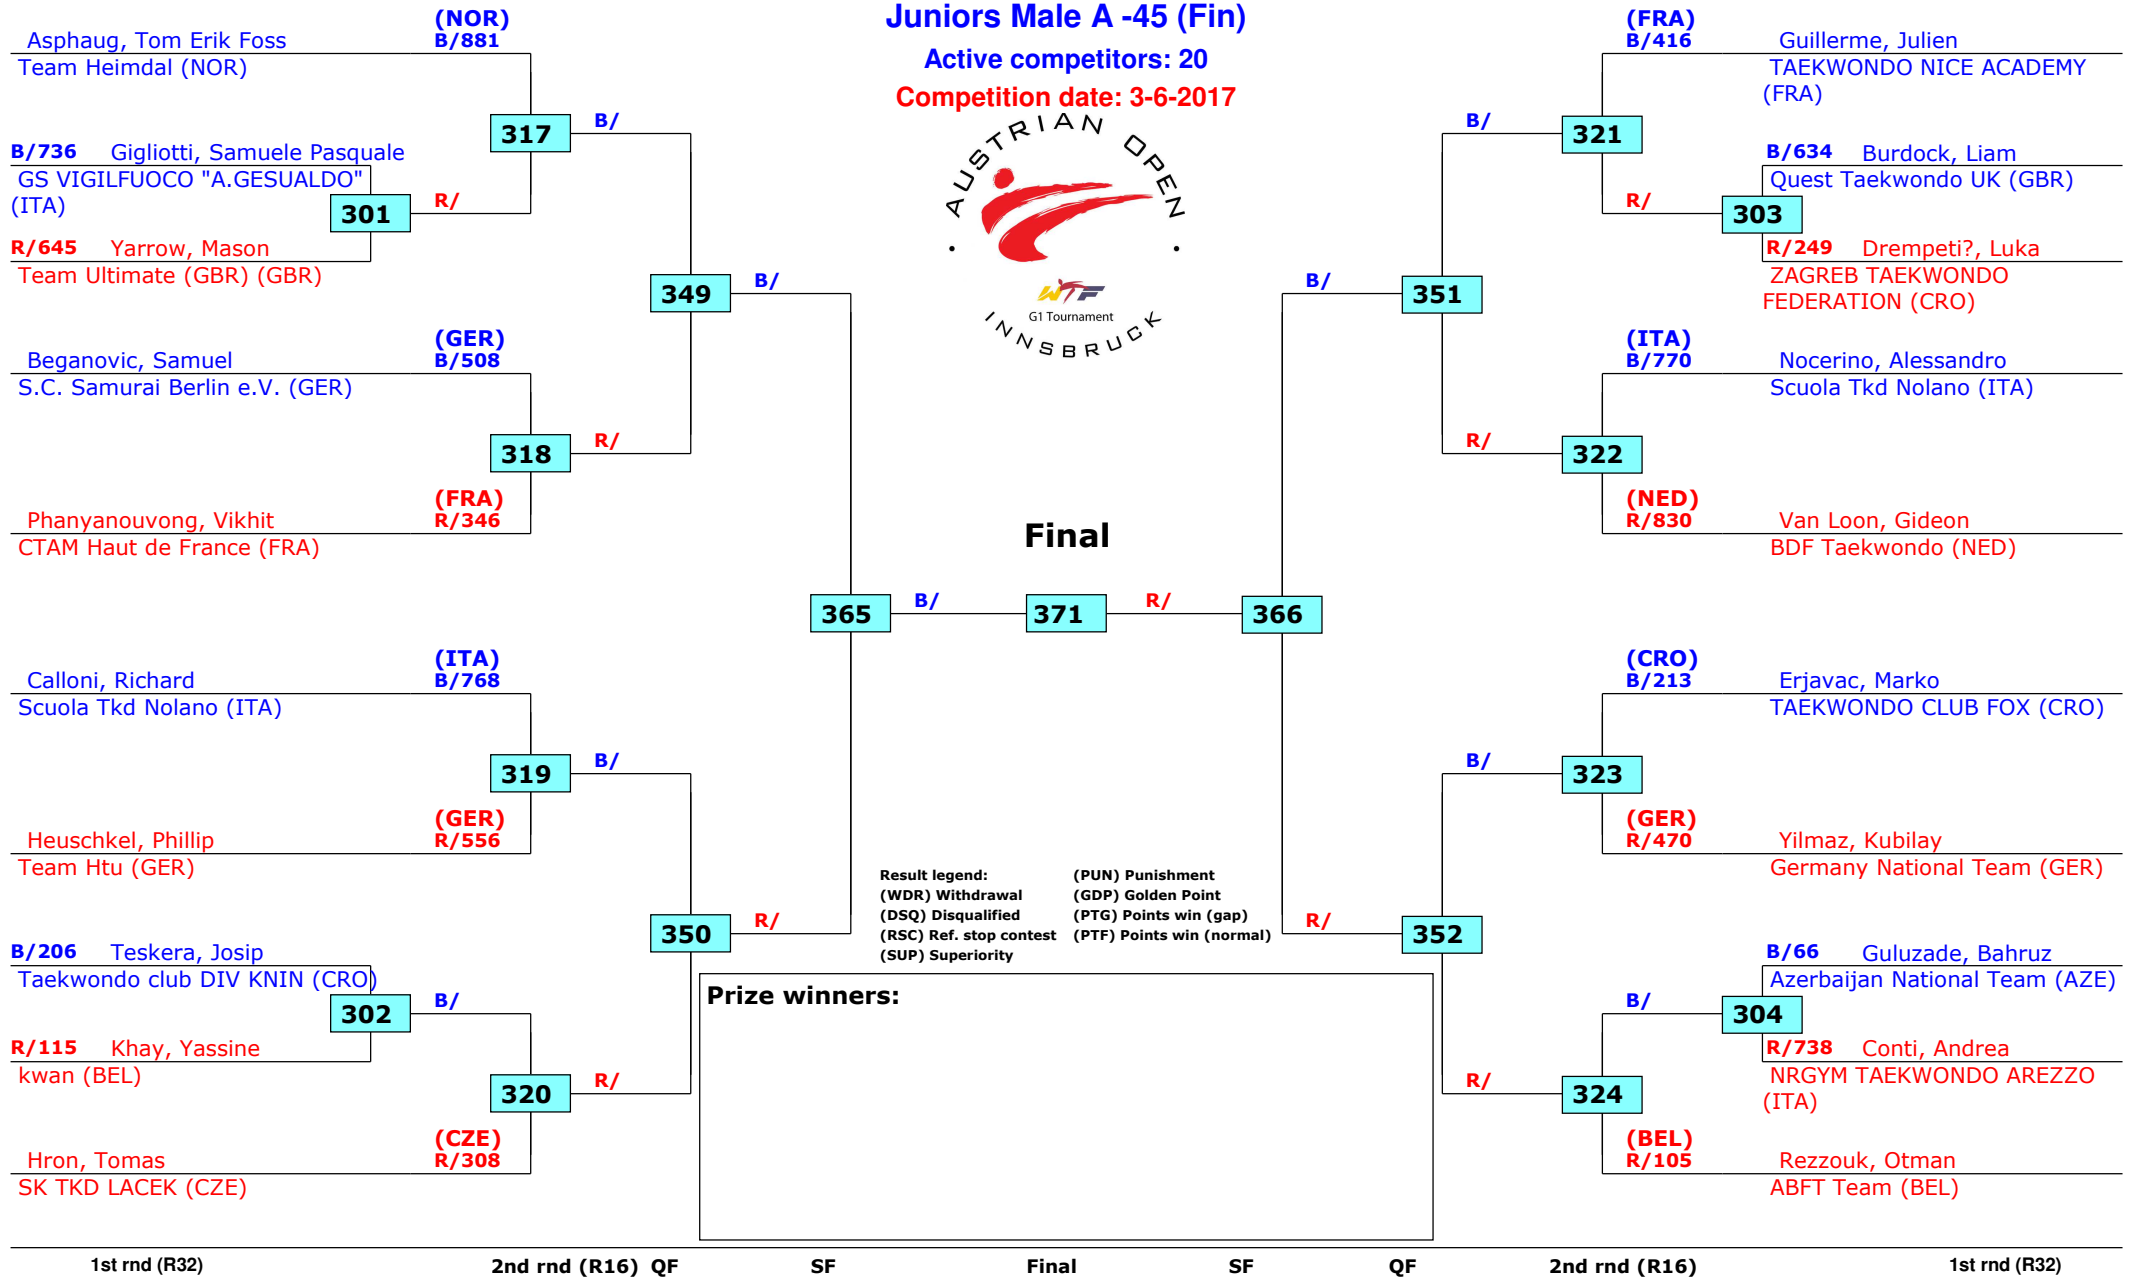 Juniors Male A -45 (Fin)
Active competitors: 20
Competition date: 3-6-2017
AUSTRIAN OPEN
WTF
G1 Tournament
INNSBRUCK
(NOR)
Asphaug, Tom Erik Foss B/881
Team Heimdal (NOR)
317 B/
B/736 Gigliotti, Samuele Pasquale
GS VIGILFUOCO "A.GESUALDO"
(ITA)
301 R/
R/645 Yarrow, Mason
Team Ultimate (GBR) (GBR)
349 B/
(GER)
Beganovic, Samuel B/508
S.C. Samurai Berlin e.V. (GER)
318 R/
(FRA)
Phanyanouvong, Vikhit R/346
CTAM Haut de France (FRA)
365 B/
(ITA)
Calloni, Richard B/768
Scuola Tkd Nolano (ITA)
319 B/
(GER)
Heuschkel, Phillip R/556
Team Htu (GER)
350 R/
B/206 Teskera, Josip
Taekwondo club DIV KNIN (CRO)
302 B/
R/115 Khay, Yassine
kwan (BEL)
320 R/
(CZE)
Hron, Tomas R/308
SK TKD LACEK (CZE)
Final
371
(FRA)
B/416 Guillerme, Julien
TAEKWONDO NICE ACADEMY
(FRA)
B/ 321
B/634 Burdock, Liam
Quest Taekwondo UK (GBR)
R/ 303
R/249 Drempeti?, Luka
ZAGREB TAEKWONDO
FEDERATION (CRO)
B/ 351
(ITA)
B/770 Nocerino, Alessandro
Scuola Tkd Nolano (ITA)
R/ 322
(NED)
R/830 Van Loon, Gideon
BDF Taekwondo (NED)
R/ 366
(CRO)
B/213 Erjavac, Marko
TAEKWONDO CLUB FOX (CRO)
B/ 323
(GER)
R/470 Yilmaz, Kubilay
Germany National Team (GER)
R/ 352
B/66 Guluzade, Bahruz
Azerbaijan National Team (AZE)
B/ 304
R/738 Conti, Andrea
NRGYM TAEKWONDO AREZZO
(ITA)
R/ 324
(BEL)
R/105 Rezzouk, Otman
ABFT Team (BEL)
Result legend: (PUN) Punishment
(WDR) Withdrawal (GDP) Golden Point
(DSQ) Disqualified (PTG) Points win (gap)
(RSC) Ref. stop contest (PTF) Points win (normal)
(SUP) Superiority
Prize winners:
1st rnd (R32) 2nd rnd (R16) QF SF Final SF QF 2nd rnd (R16) 1st rnd (R32)